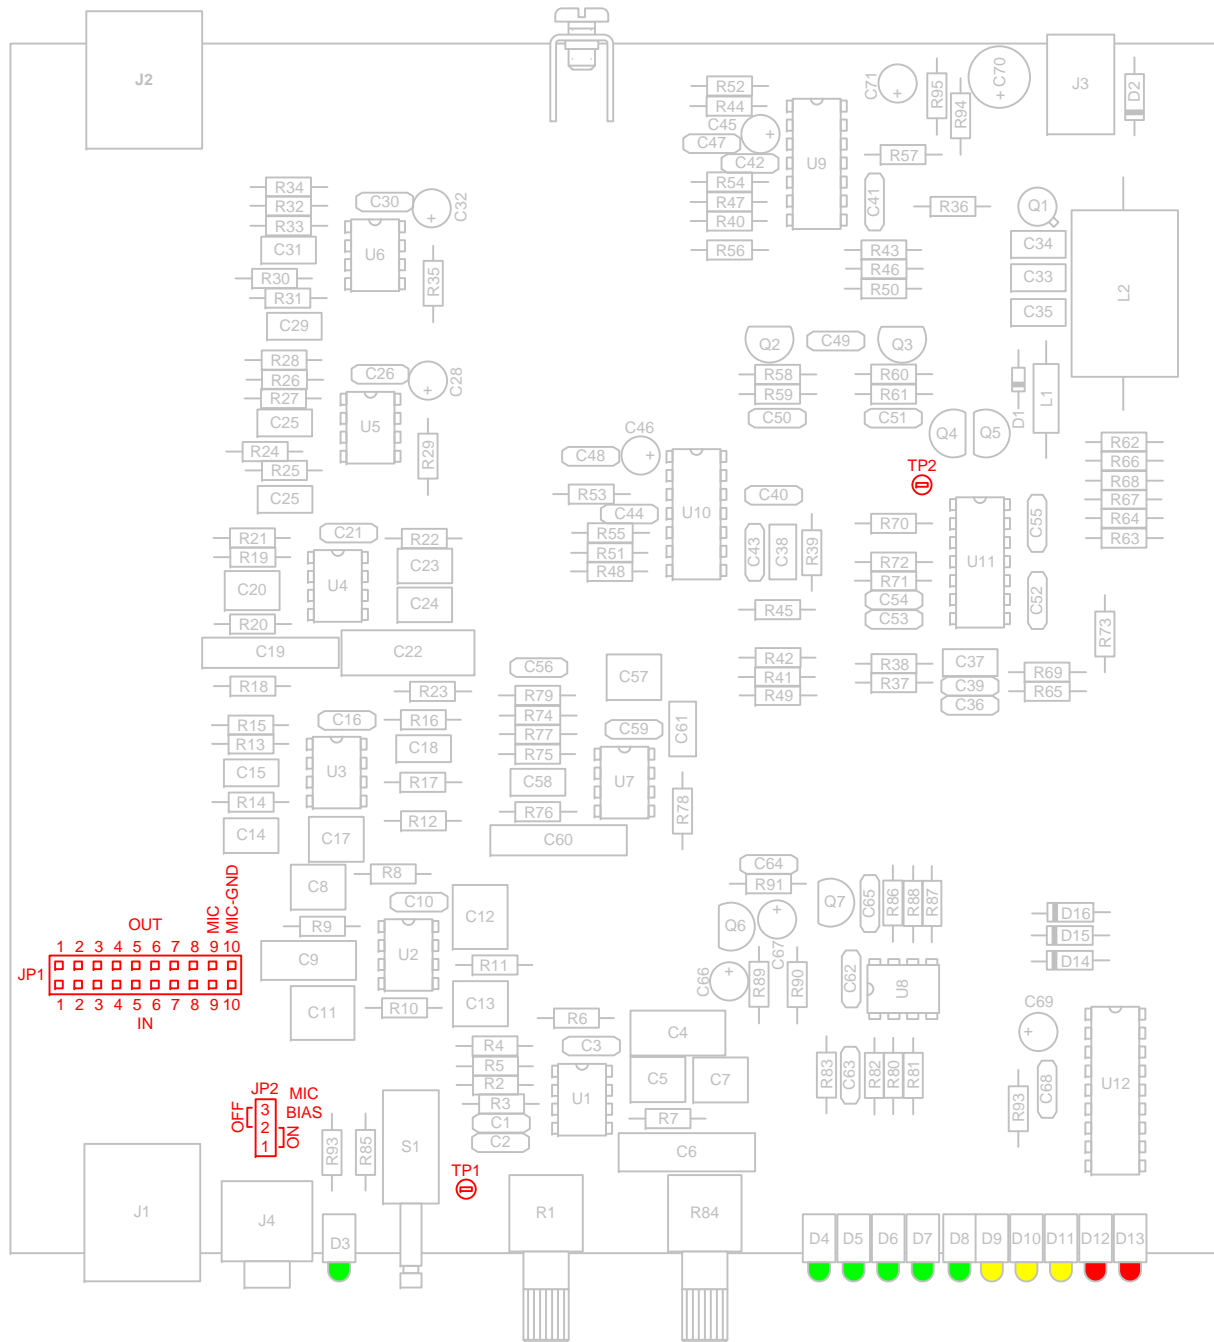 J2
C71
R95
C70
J3
D2
R52
R44
R94
C45
C47
U9
R57
C42
R34
R54
C41
C30
R32
C32
R47
R36
Q1
R33
R40
C31
U6
R56
R43
C34
R46
R30
R35
C33
R50
L2
R31
C29
C35
Q2
C49
Q3
R28
C26
R58
R60
R26
C28
R59
R61
D1
L1
R27
C25
U5
C50
C51
C46
Q4
Q5
R62
R24
R29
C48
R66
R25
TP2
R68
C25
R53
C40
R67
C44
U10
R70
C55
R64
R21
C21
R22
R55
C43
C38
R39
R63
R19
R51
R72
U11
C23
R48
R71
C20
U4
C24
C54
C52
R45
R20
C53
R73
C19
C22
R42
R38
C37
C56
C57
R41
R37
C39
R69
R18
R23
R79
R49
C36
R65
R15
C16
R16
R74
C59
C61
R13
R77
C18
R75
C15
U3
R17
C58
U7
R14
R12
R76
R78
C14
C17
C60
C8
R8
C64
R91
C10
C12
Q7
C65
R86
R88
R87
MIC
MIC-GND
OUT
R9
Q6
C67
D16
1 2 3 4 5 6 7 8 9 10
D15
JP1
C9
U2
R11
C66
R89
R90
C62
U8
D14
1 2 3 4 5 6 7 8 9 10
IN
C11
R10
C13
R6
C4
C69
R4
C3
R5
C5
C7
R83
C63
R82
R80
R81
R2
U1
U12
JP2
MIC
R3
R93
C68
OFF
3
BIAS
C1
R7
2
ON
1
C2
R93
R85
S1
C6
TP1
J1
J4
R1
R84
D3
D4
D5
D6
D7
D8
D9
D10
D11
D12
D13